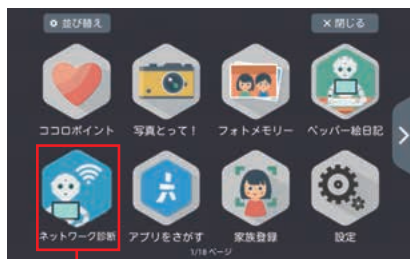 並び替え
閉じる
ココロポイント
写真とって！
フォトメモリー
ペッパー絵日記
ネットワーク診断
アプリをさがす
家族登録
設定
1/18 ページ